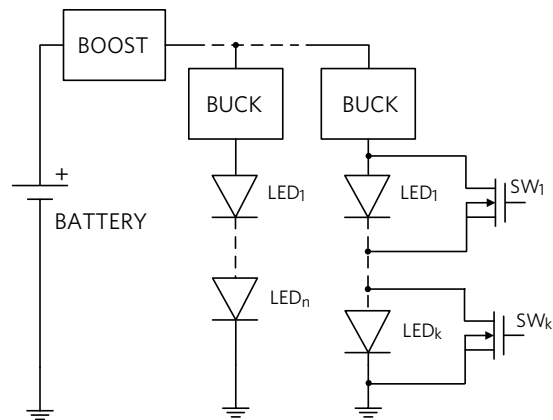 BOOST
BUCK
BUCK
+
BATTERY
LED1
LED1
SW1
LEDn
LEDk
SWk